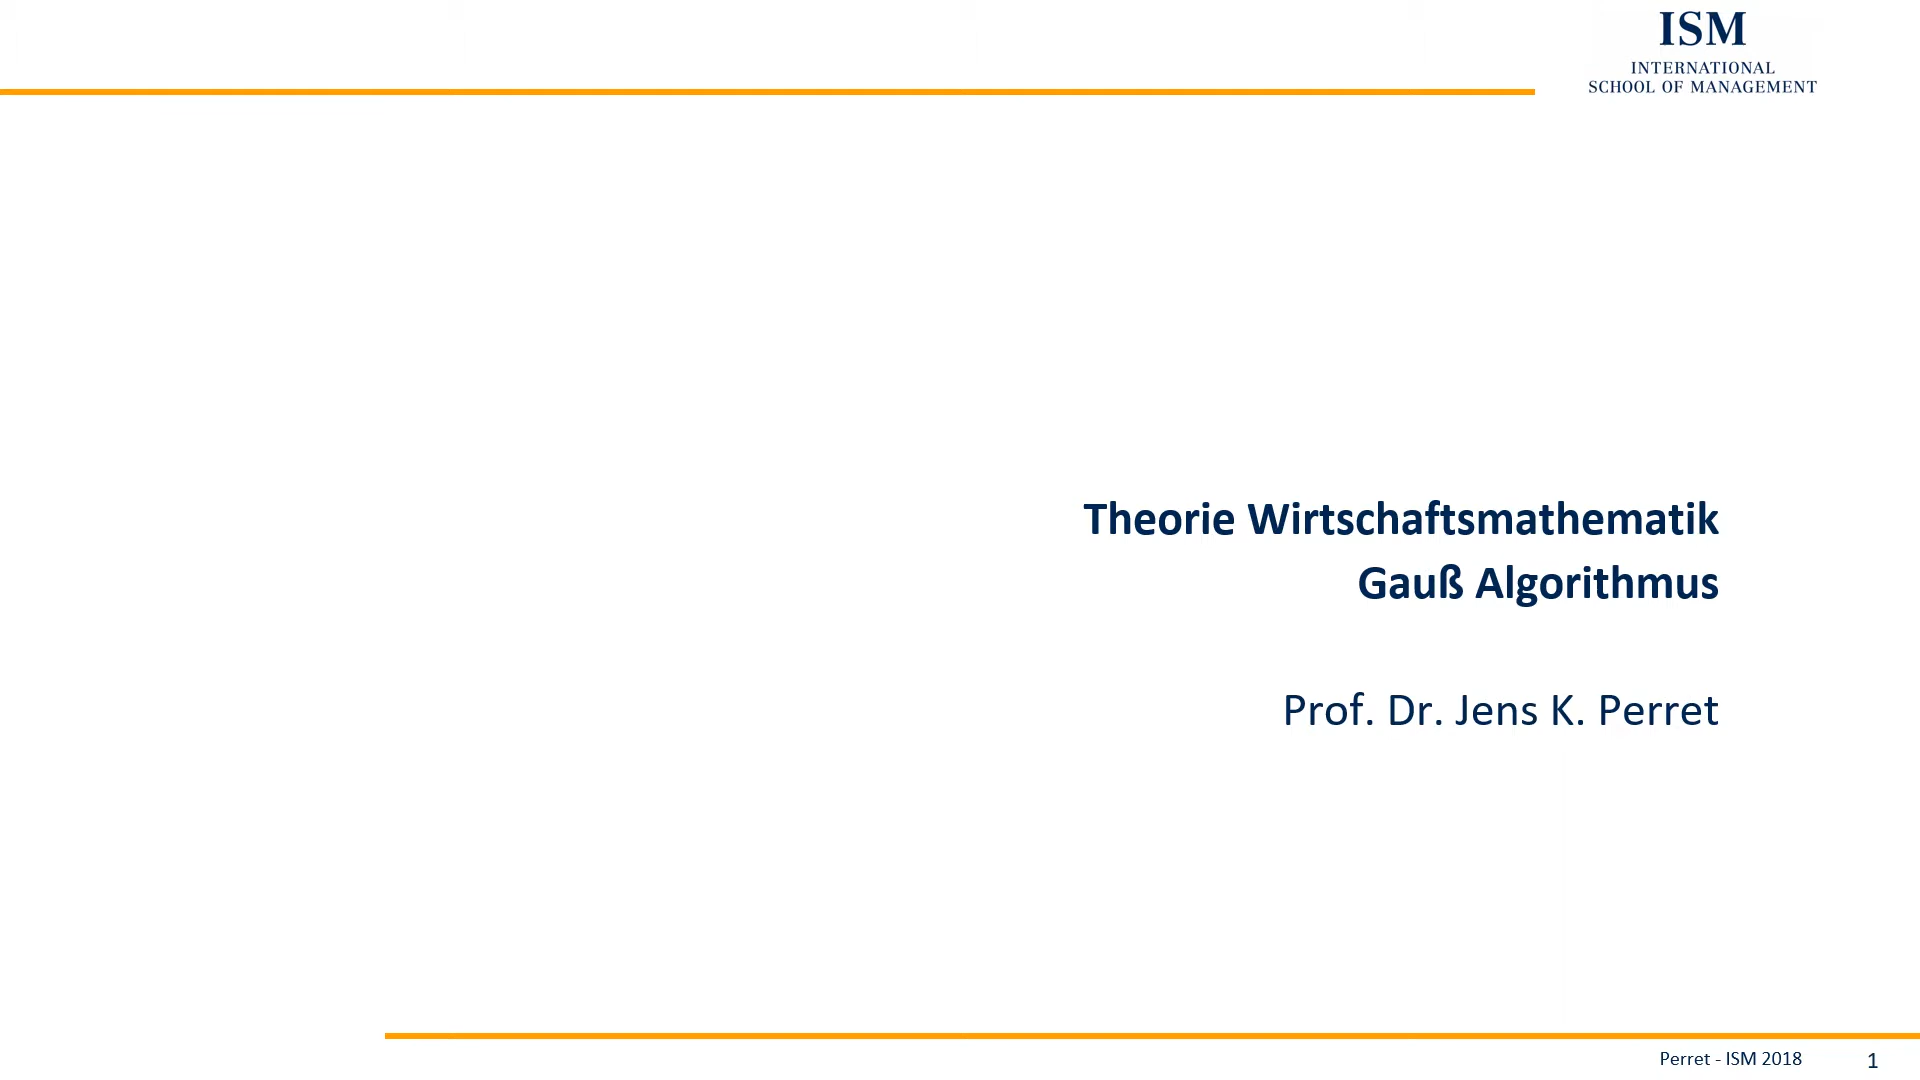 ISM
INTERNATIONAL
SCHOOL OF MANAGEMENT
Theorie Wirtschaftsmathematik
Gauß Algorithmus
Prof. Dr. Jens K. Perret
Perret - ISM 2018
1